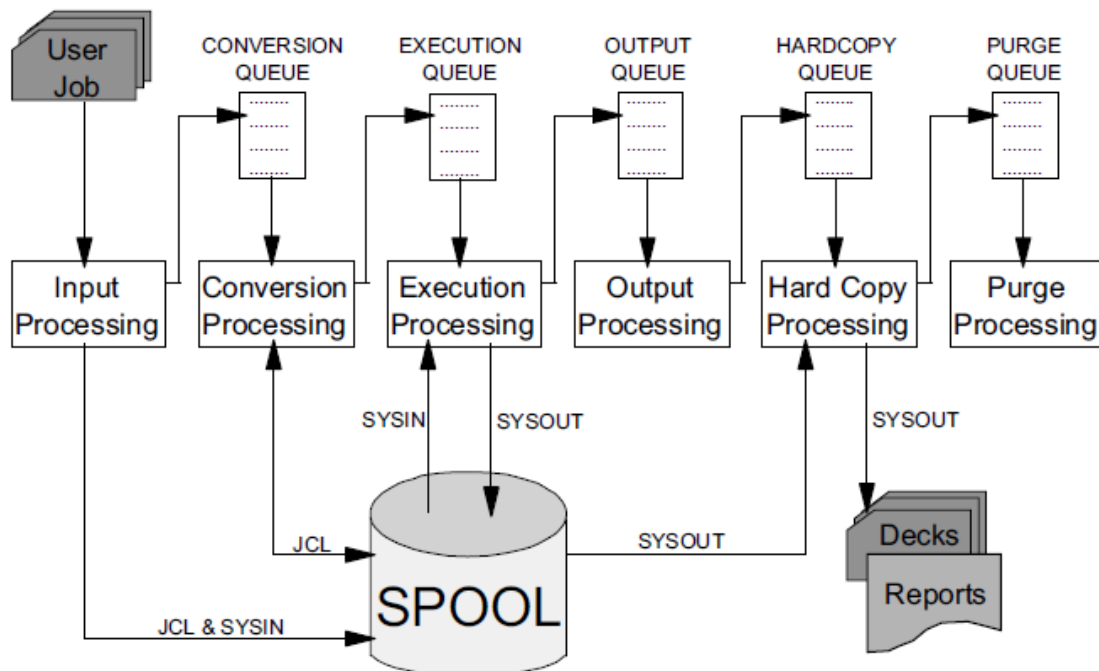 User
Job
CONVERSION
QUEUE
EXECUTION
QUEUE
OUTPUT
QUEUE
HARDCOPY
QUEUE
PURGE
QUEUE
Input
Processing
Conversion
Processing
Execution
Processing
Output
Processing
Hard Copy
Processing
Purge
Processing
SYSIN
SYSOUT
SYSOUT
JCL
SYSOUT
SPOOL
JCL & SYSIN
Decks
Reports